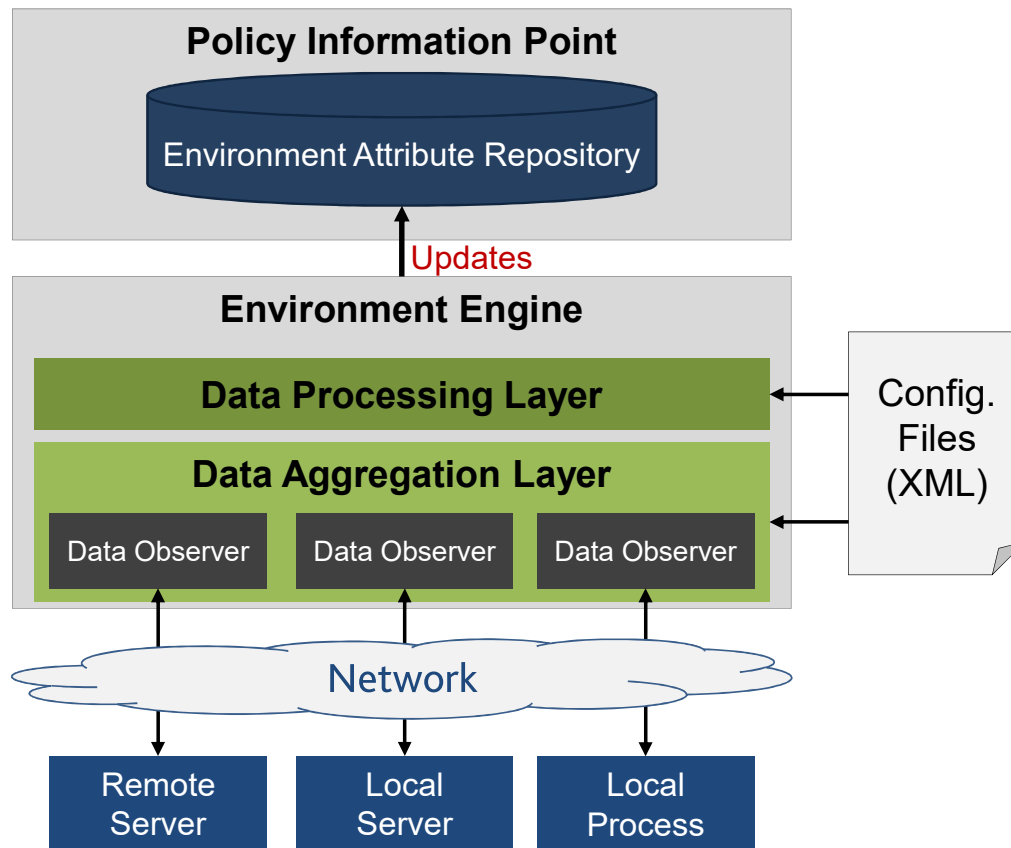 Policy Information Point
Environment Attribute Repository
Updates
Environment Engine
Data Processing Layer
Data Aggregation Layer
Data Observer
Data Observer
Data Observer
Config.
Files
(XML)
Network
Remote
Server
Local
Server
Local
Process